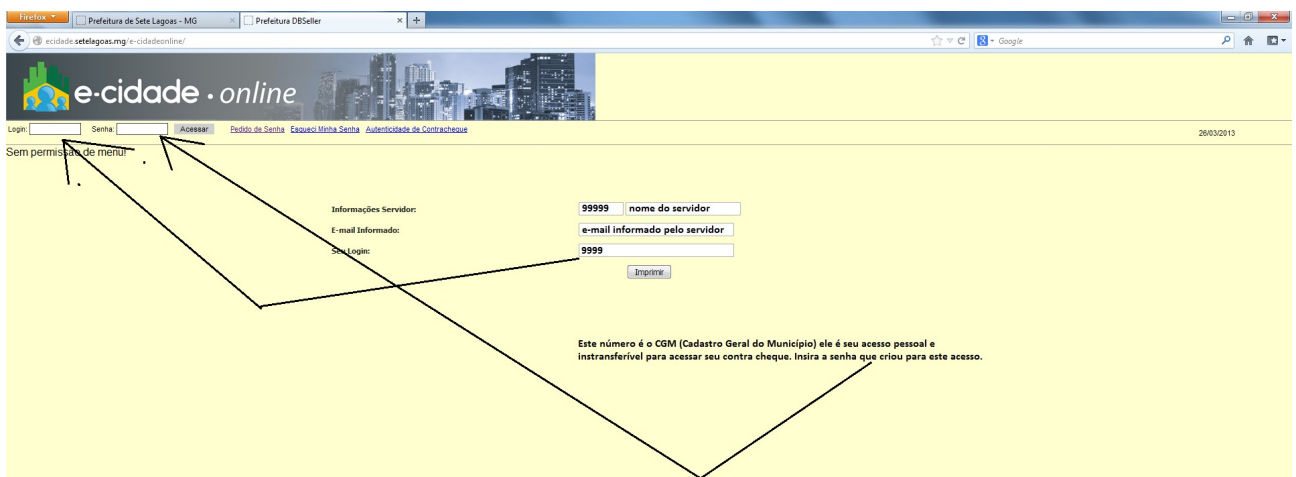 Firefox
Prefeitura de Sete Lagoas - MG
Prefeitura DBSeller
ecidade.setelagoas.mg/e-cidadeonline/
Google
e-cidade • online
Login: Senha: Acessar Pedido de Senha Esqueci Minha Senha Autenticidade de Contracheque 26/03/2013
Sem permissão de menu!
Informações Servidor: 99999 nome do servidor
E-mail Informado: e-mail informado pelo servidor
Seu Login: 9999
Imprimir
Este número é o CGM (Cadastro Geral do Município) ele é seu acesso pessoal e
instransferível para acessar seu contra cheque. Insira a senha que criou para este acesso.